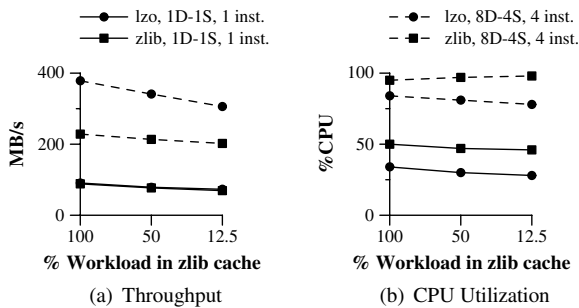 lzo, 1D-1S, 1 inst.
zlib, 1D-1S, 1 inst.
lzo, 8D-4S, 4 inst.
zlib, 8D-4S, 4 inst.
MB/s
400
200
0
100 50 12.5
% Workload in zlib cache
(a) Throughput
%CPU
100
50
0
100 50 12.5
% Workload in zlib cache
(b) CPU Utilization